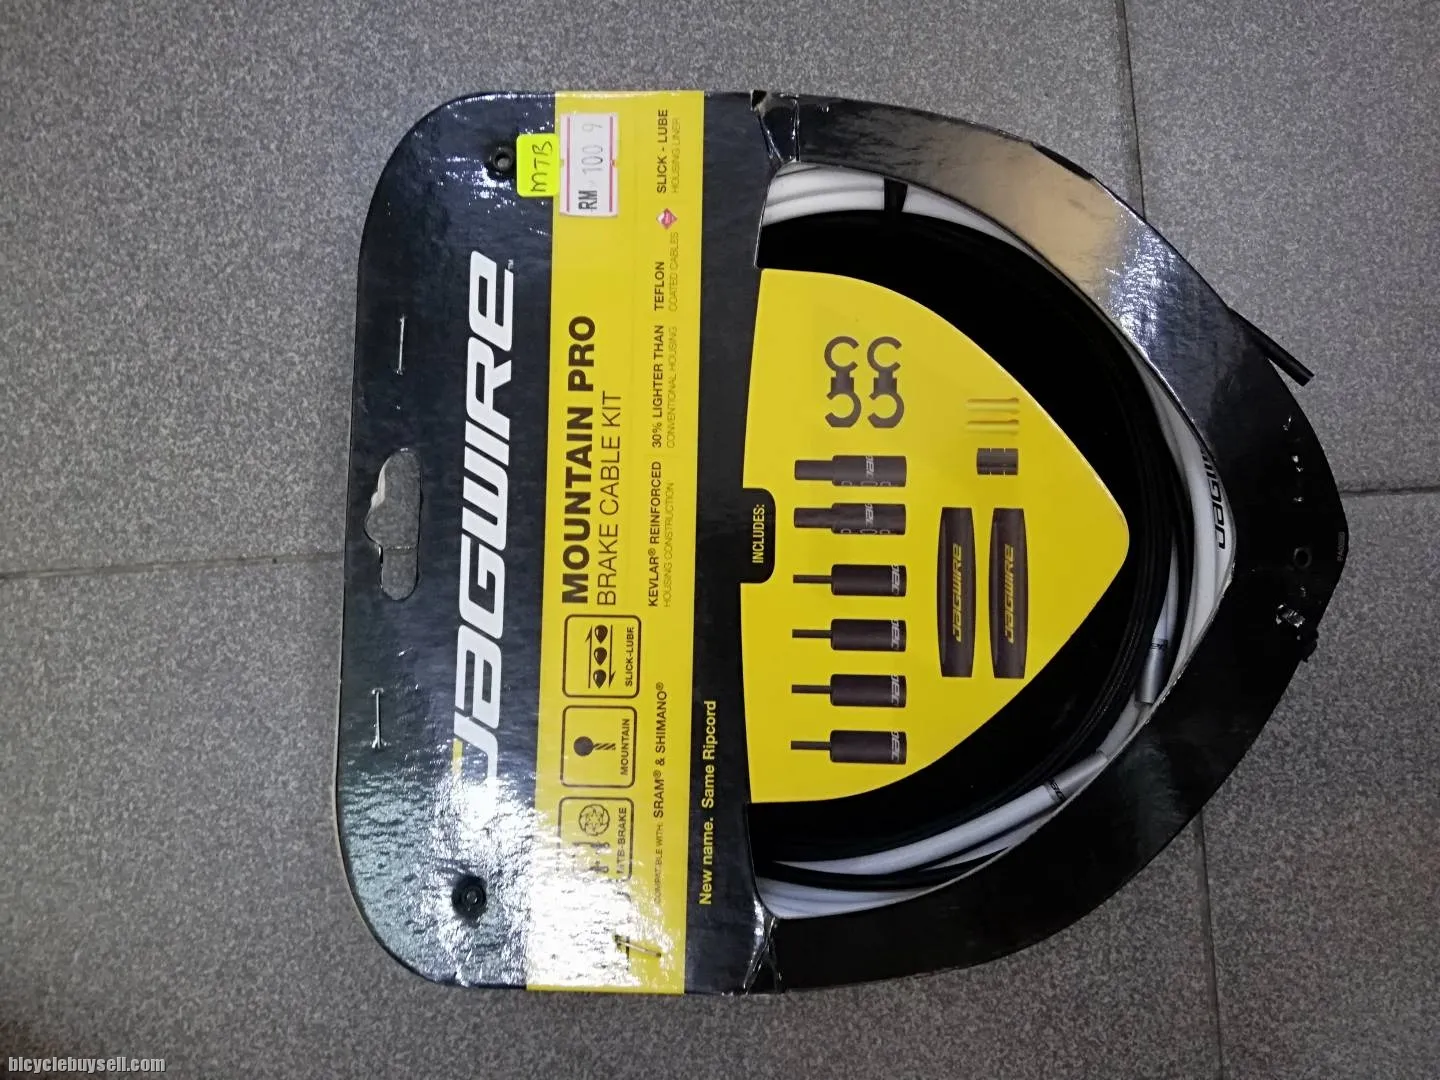 MTB
RM 100 9
JAGWIRE™
MOUNTAIN PRO
BRAKE CABLE KIT
KEVLAR® REINFORCED
HOUSING CONSTRUCTION
30% LIGHTER THAN
CONVENTIONAL HOUSING
TEFLON
COATED CABLES
SLICK - LUBE
HOUSING LINER
MTB-BRAKE
MOUNTAIN
SLICK-LUBE
COMPATIBLE WITH: SRAM® & SHIMANO®
New name. Same Ripcord
INCLUDES:
JAGWIRE
JAGWIRE
bicyclebuysell.com